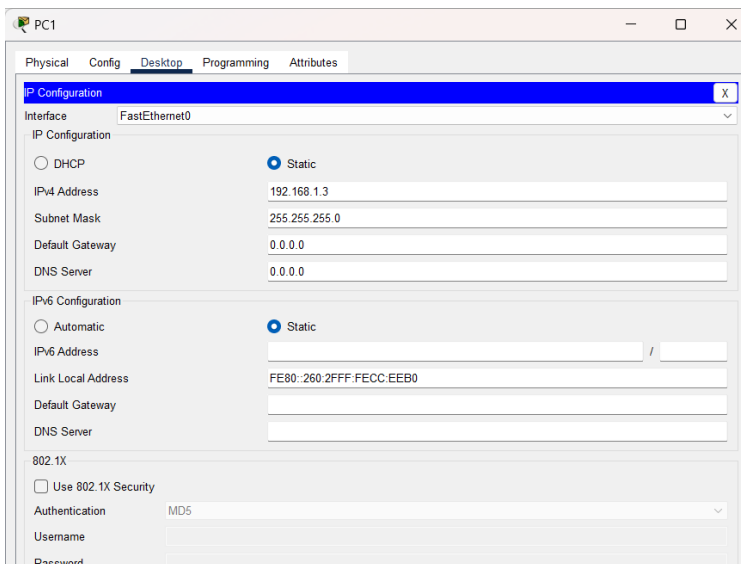 PC1
Physical Config Desktop Programming Attributes
IP Configuration X
Interface FastEthernet0
IP Configuration
DHCP Static
IPv4 Address 192.168.1.3
Subnet Mask 255.255.255.0
Default Gateway 0.0.0.0
DNS Server 0.0.0.0
IPv6 Configuration
Automatic Static
IPv6 Address /
Link Local Address FE80::260:2FFF:FECC:EEB0
Default Gateway
DNS Server
802.1X
Use 802.1X Security
Authentication MD5
Username
Password